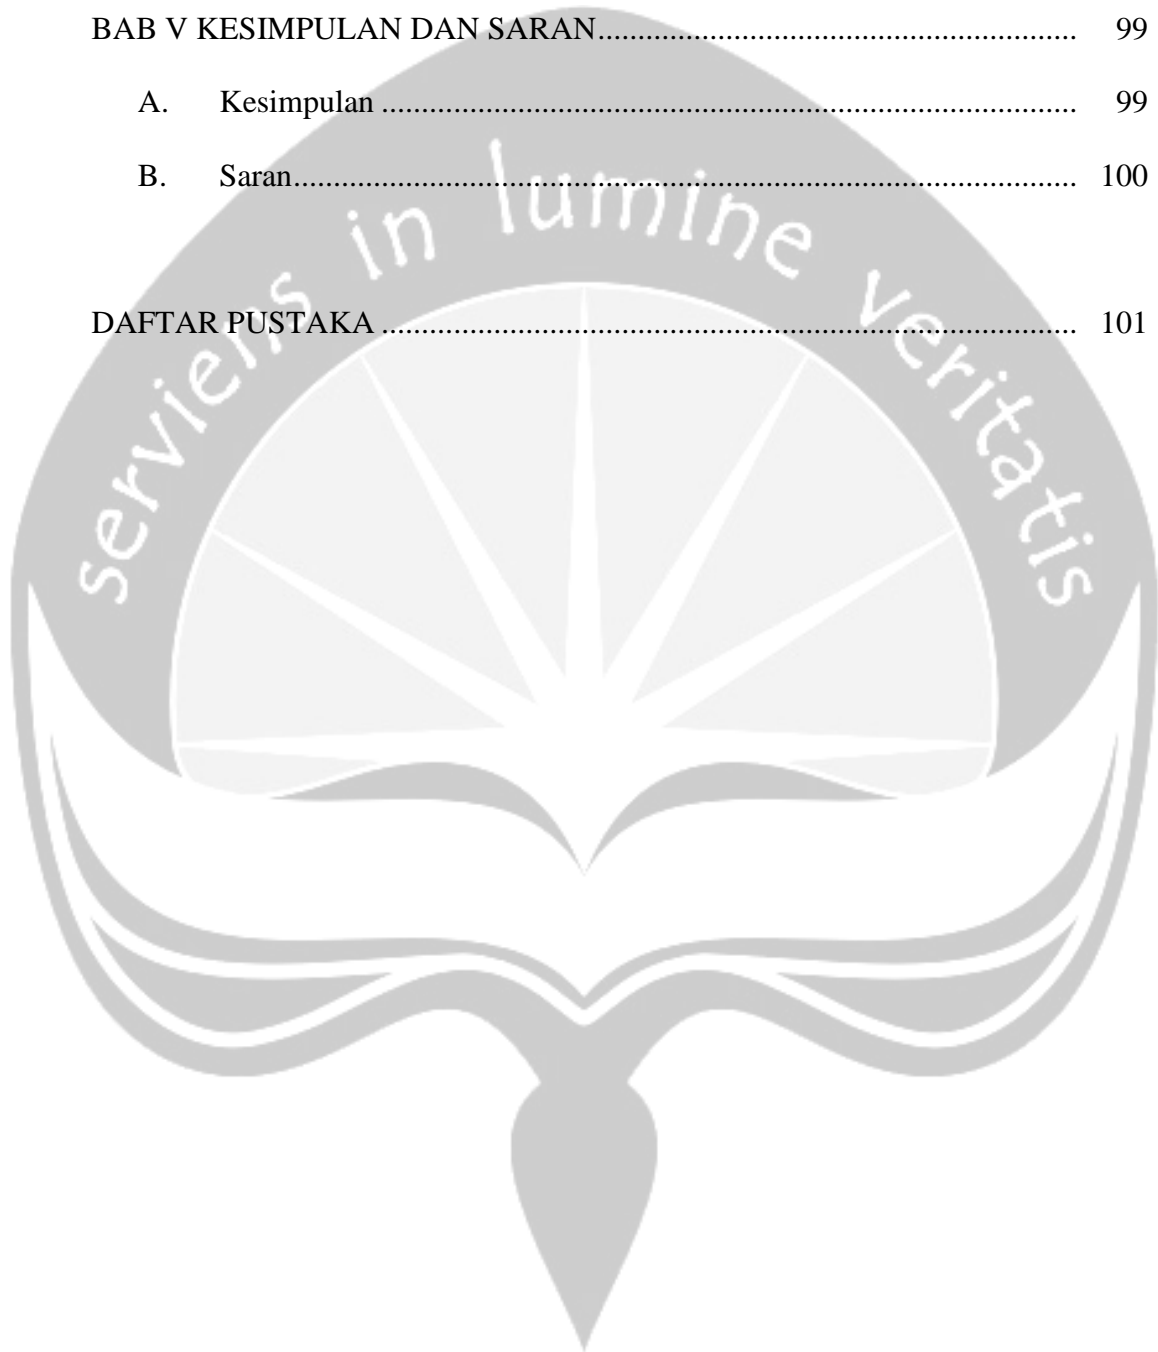 BAB V KESIMPULAN DAN SARAN............................................................ 99
A. Kesimpulan ....................................................................................... 99
B. Saran.................................................................................................. 100
DAFTAR PUSTAKA ....................................................................................... 101
serviens in lumine veritatis